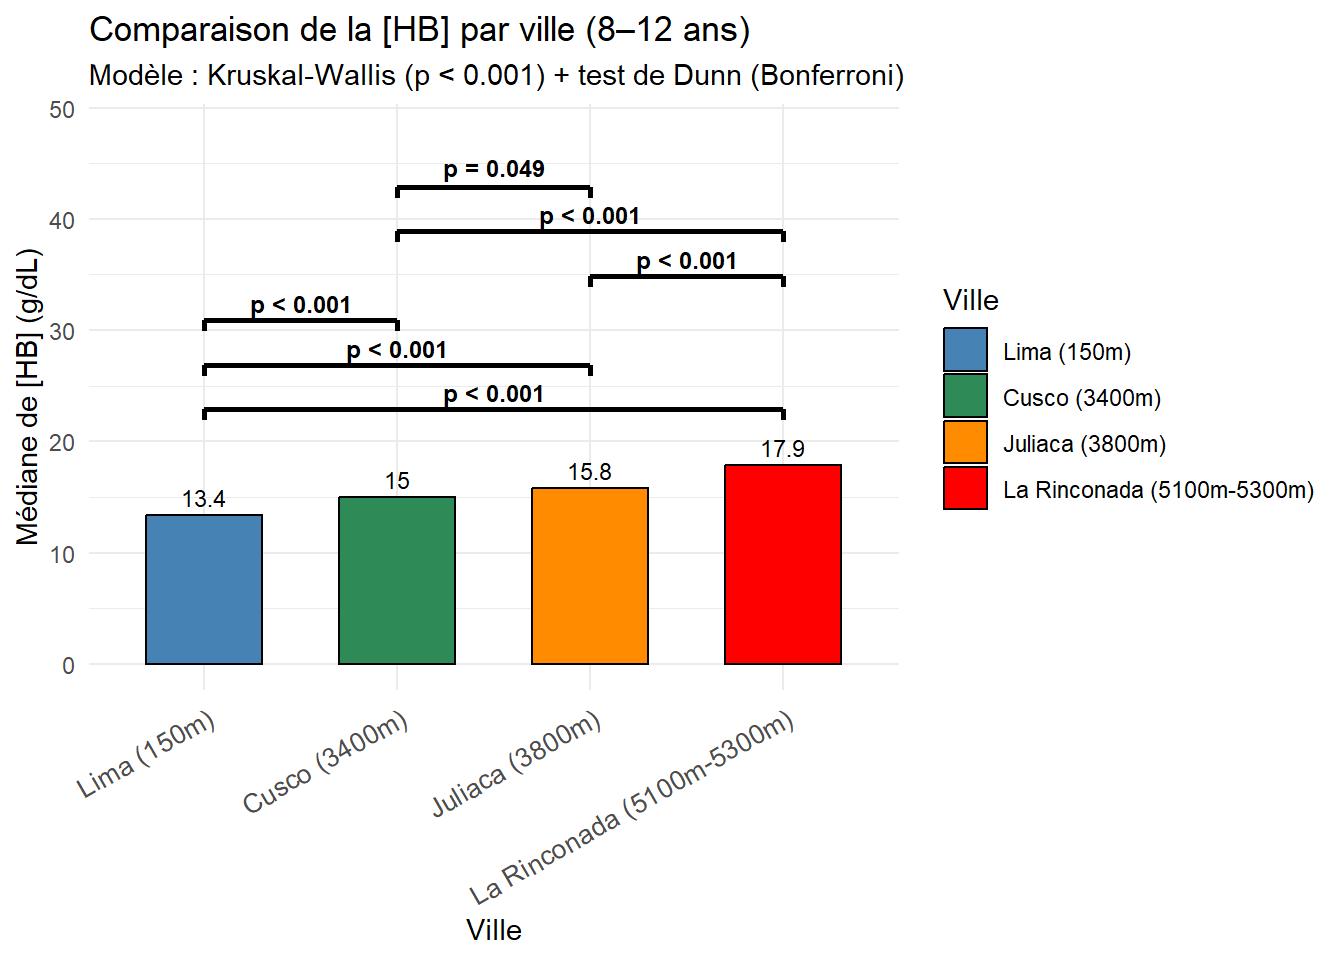 Comparaison de la [HB] par ville (8–12 ans)
Modèle : Kruskal-Wallis (p < 0.001) + test de Dunn (Bonferroni)
Médiane de [HB] (g/dL)
50
40
30
20
10
0
p = 0.049
p < 0.001
p < 0.001
p < 0.001
p < 0.001
p < 0.001
13.4
15
15.8
17.9
Lima (150m)
Cusco (3400m)
Juliaca (3800m)
La Rinconada (5100m-5300m)
Ville
Ville
Lima (150m)
Cusco (3400m)
Juliaca (3800m)
La Rinconada (5100m-5300m)